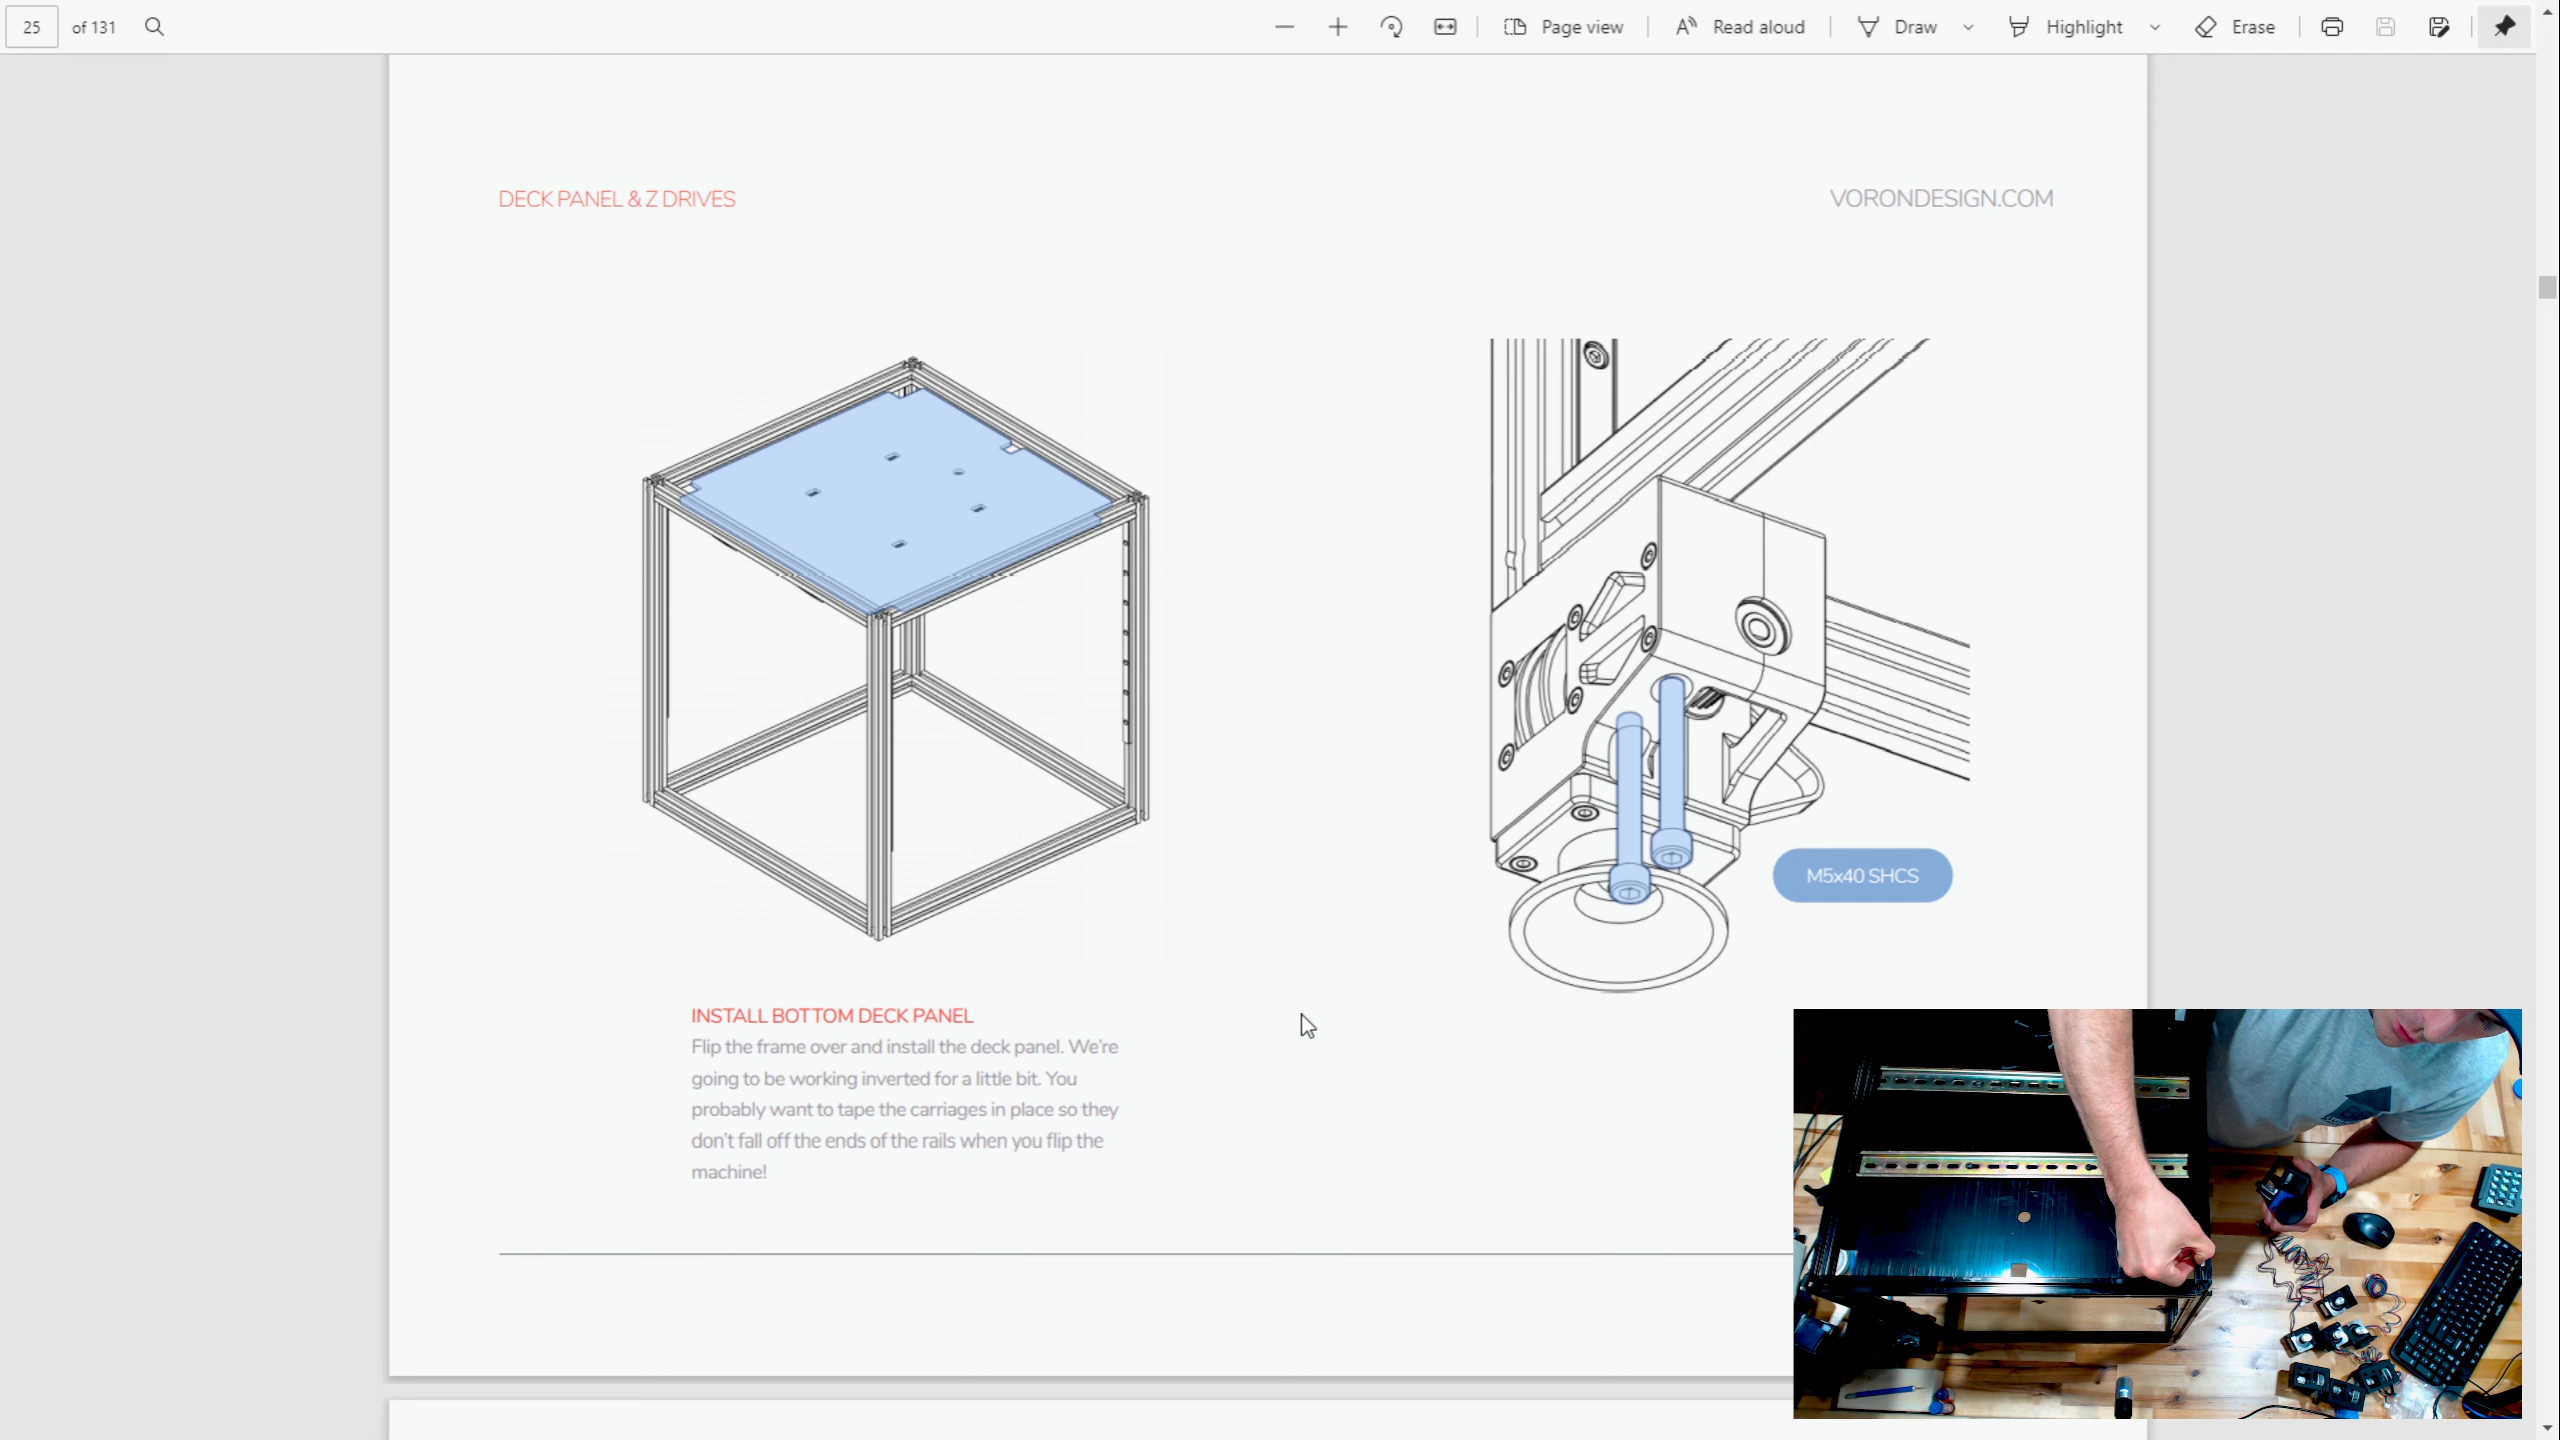 25 of 131
Page view
Read aloud
Draw
Highlight
Erase
DECK PANEL & Z DRIVES
VORONDESIGN.COM
M5x40 SHCS
INSTALL BOTTOM DECK PANEL
Flip the frame over and install the deck panel. We're
going to be working inverted for a little bit. You
probably want to tape the carriages in place so they
don't fall off the ends of the rails when you flip the
machine!